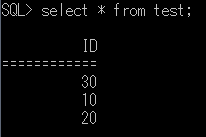 SQL> select * from test;
ID
============
30
10
20